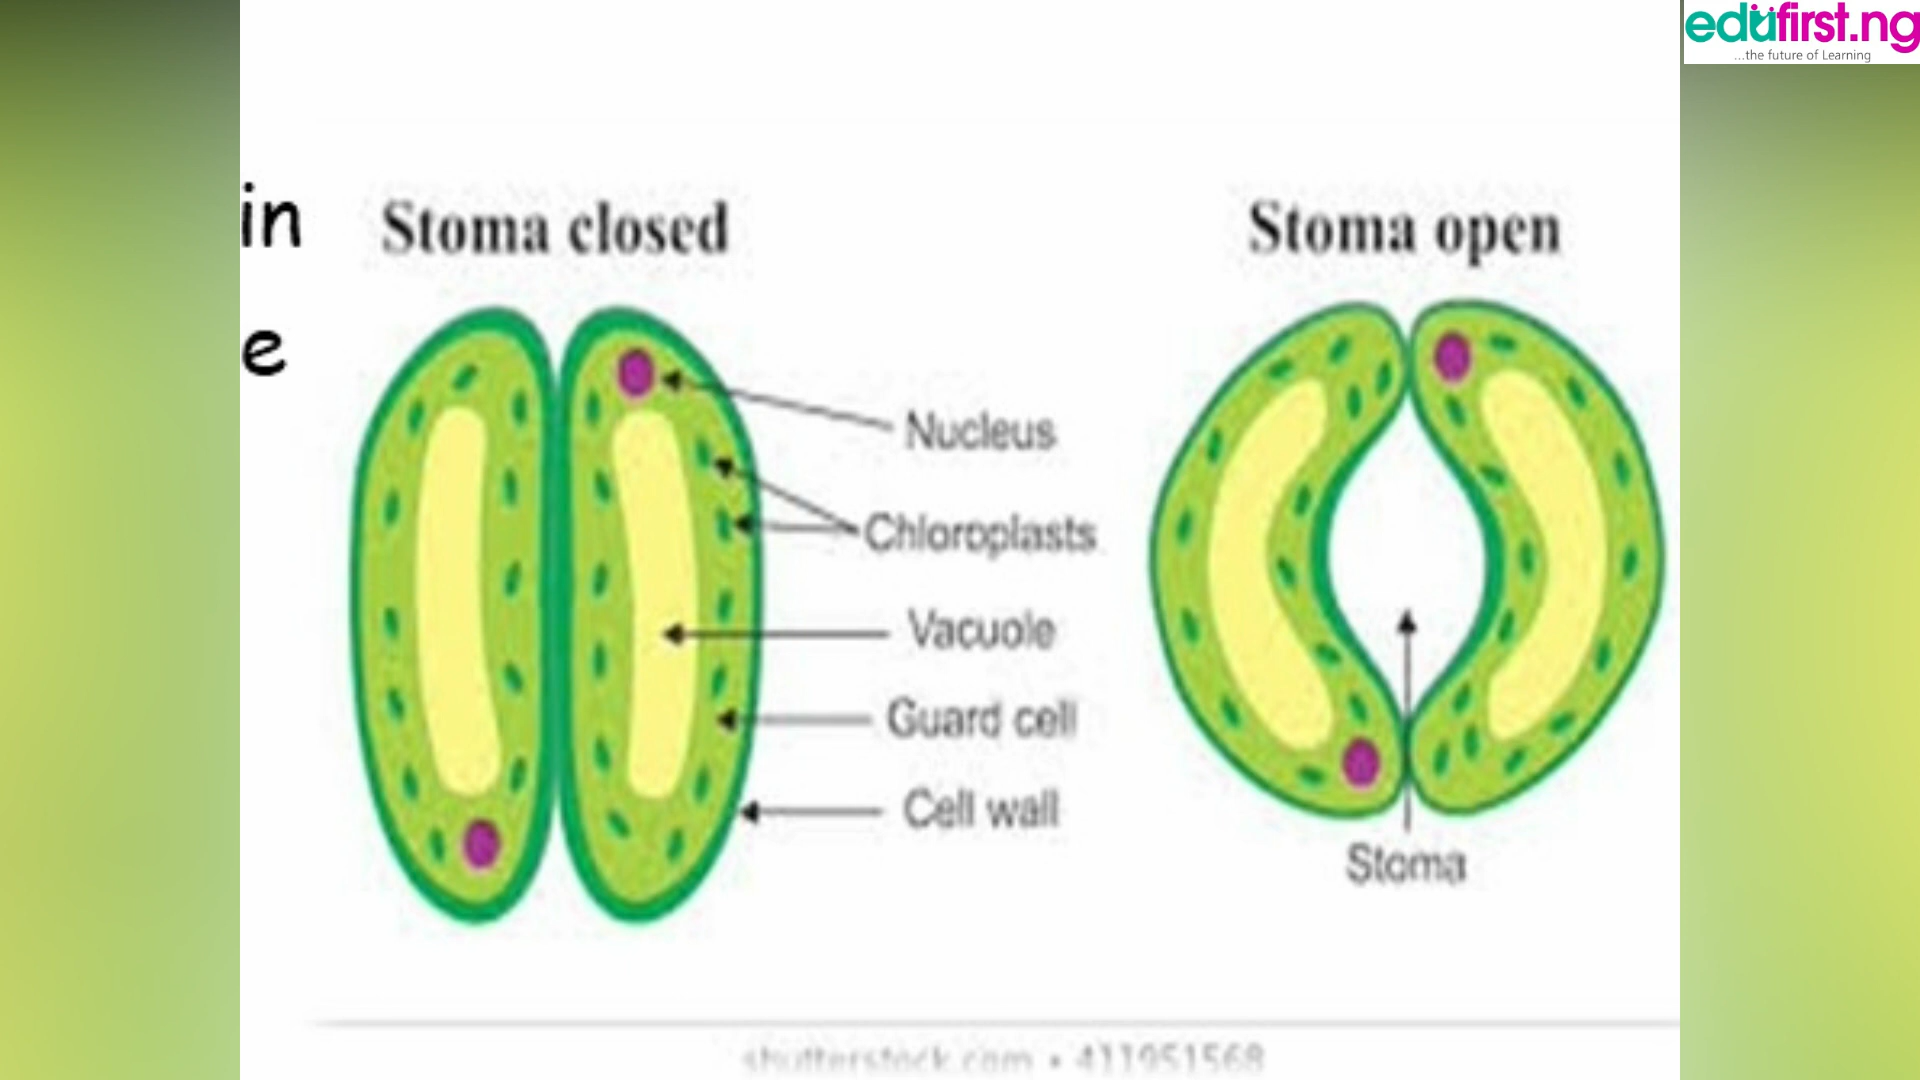 edufirst.ng
...the future of Learning
in
e
Stoma closed
Stoma open
Nucleus
Chloroplasts
Vacuole
Guard cell
Cell wall
Stoma
shutterstock.com • 411951568